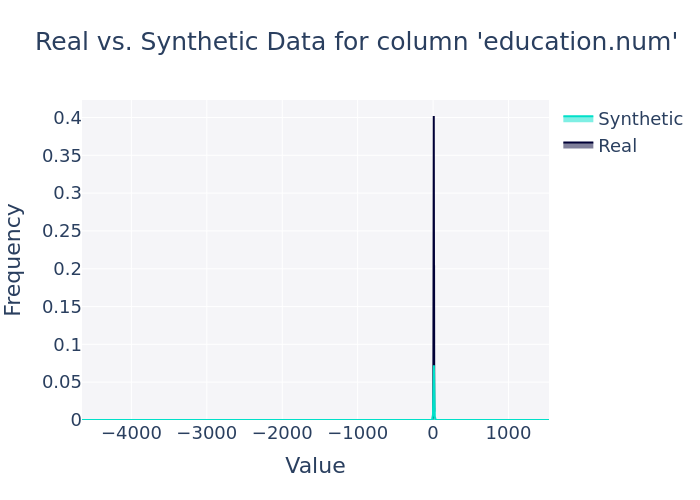 Real vs. Synthetic Data for column 'education.num'
Synthetic
Real
Frequency
0.4
0.35
0.3
0.25
0.2
0.15
0.1
0.05
0
−4000 −3000 −2000 −1000 0 1000
Value